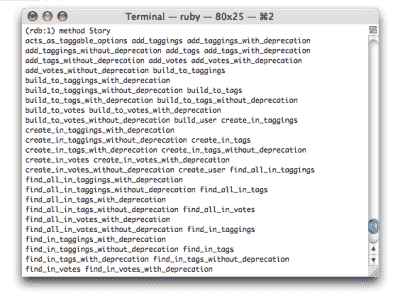 Terminal — ruby — 80x25 — ⌘2
(rdb:1) method Story
acts_as_taggable_options add_taggings add_taggings_with_deprecation
add_taggings_without_deprecation add_tags add_tags_with_deprecation
add_tags_without_deprecation add_votes add_votes_with_deprecation
add_votes_without_deprecation build_to_taggings
build_to_taggings_with_deprecation
build_to_taggings_without_deprecation build_to_tags
build_to_tags_with_deprecation build_to_tags_without_deprecation
build_to_votes build_to_votes_with_deprecation
build_to_votes_without_deprecation build_user create_in_taggings
create_in_taggings_with_deprecation
create_in_taggings_without_deprecation create_in_tags
create_in_tags_with_deprecation create_in_tags_without_deprecation
create_in_votes create_in_votes_with_deprecation
create_in_votes_without_deprecation create_user find_all_in_taggings
find_all_in_taggings_with_deprecation
find_all_in_taggings_without_deprecation find_all_in_tags
find_all_in_tags_with_deprecation
find_all_in_tags_without_deprecation find_all_in_votes
find_all_in_votes_with_deprecation
find_all_in_votes_without_deprecation find_in_taggings
find_in_taggings_with_deprecation
find_in_taggings_without_deprecation find_in_tags
find_in_tags_with_deprecation find_in_tags_without_deprecation
find_in_votes find_in_votes_with_deprecation